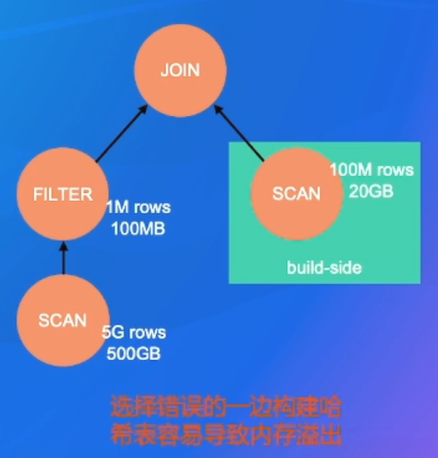 JOIN
FILTER
1M rows
100MB
SCAN
100M rows
20GB
build-side
SCAN
5G rows
500GB
选择错误的一边构建哈
希表容易导致内存溢出